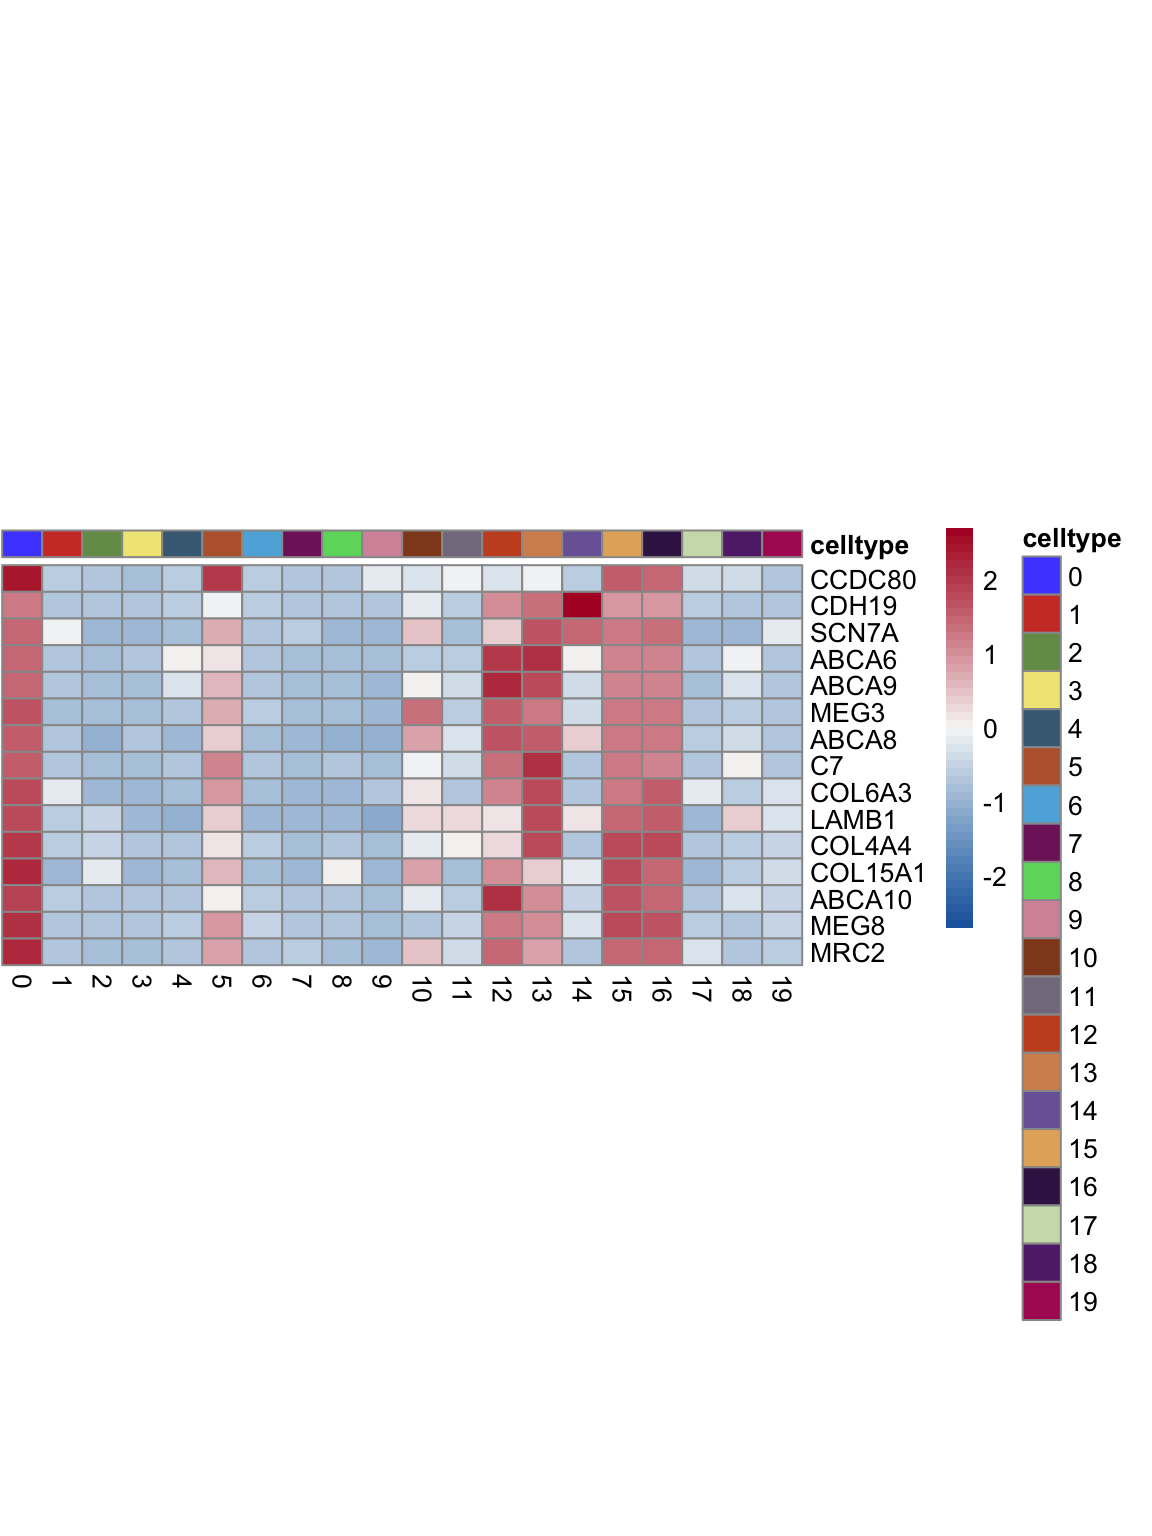 celltype
CCDC80
CDH19
SCN7A
ABCA6
ABCA9
MEG3
ABCA8
C7
COL6A3
LAMB1
COL4A4
COL15A1
ABCA10
MEG8
MRC2
0 1 2 3 4 5 6 7 8 9 10 11 12 13 14 15 16 17 18 19
2
1
0
-1
-2
celltype
0
1
2
3
4
5
6
7
8
9
10
11
12
13
14
15
16
17
18
19